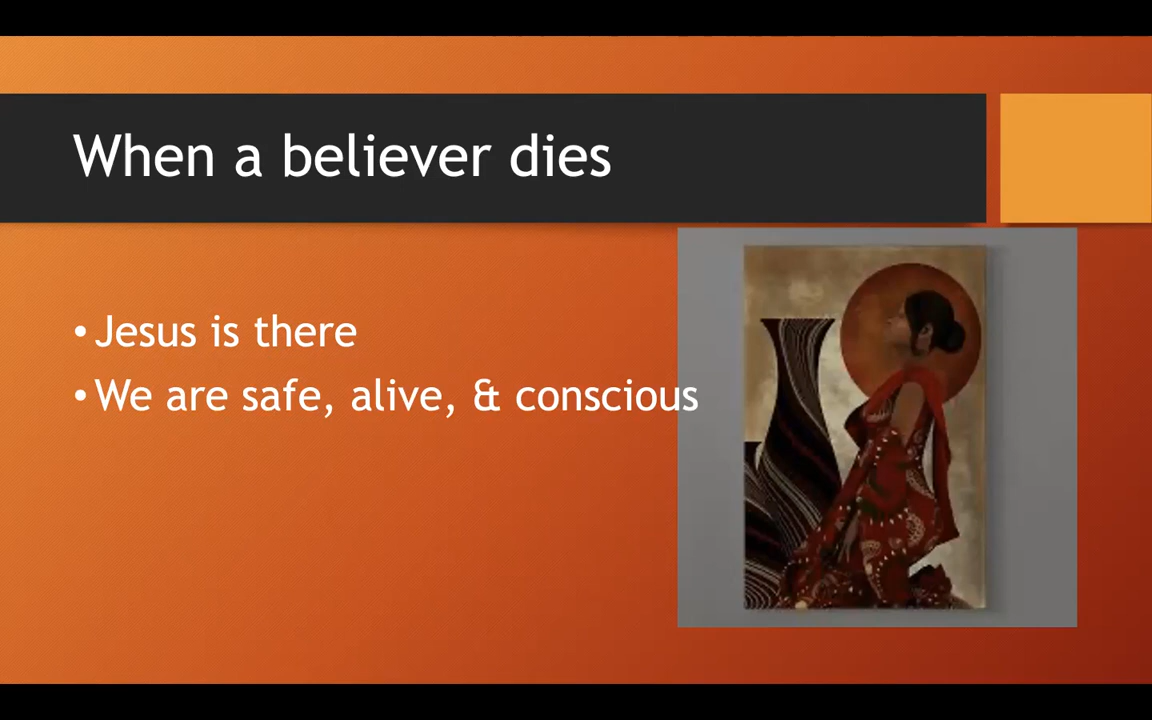 When a believer dies
• Jesus is there
• We are safe, alive, & conscious